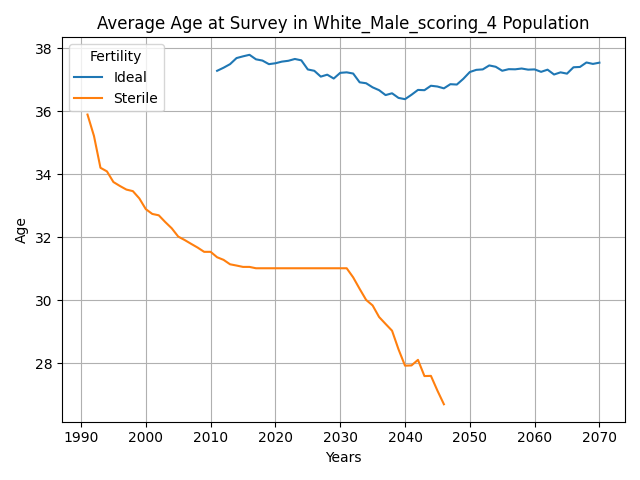 Average Age at Survey in White_Male_scoring_4 Population
Fertility
Ideal
Sterile
38
36
34
32
30
28
Age
1990 2000 2010 2020 2030 2040 2050 2060 2070
Years